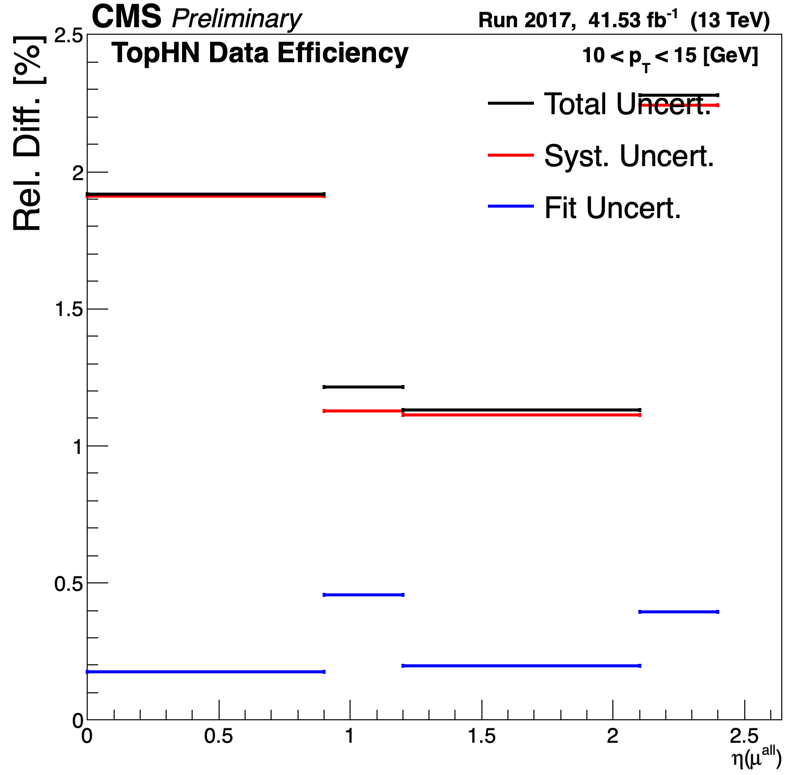 CMS Preliminary Run 2017, 41.53 fb⁻¹ (13 TeV)
TopHN Data Efficiency 10 < p_T < 15 [GeV]
Rel. Diff. [%]
Total Uncert.
Syst. Uncert.
Fit Uncert.
2.5
2
1.5
1
0.5
0
0 0.5 1 1.5 2 2.5
η(μ^all)